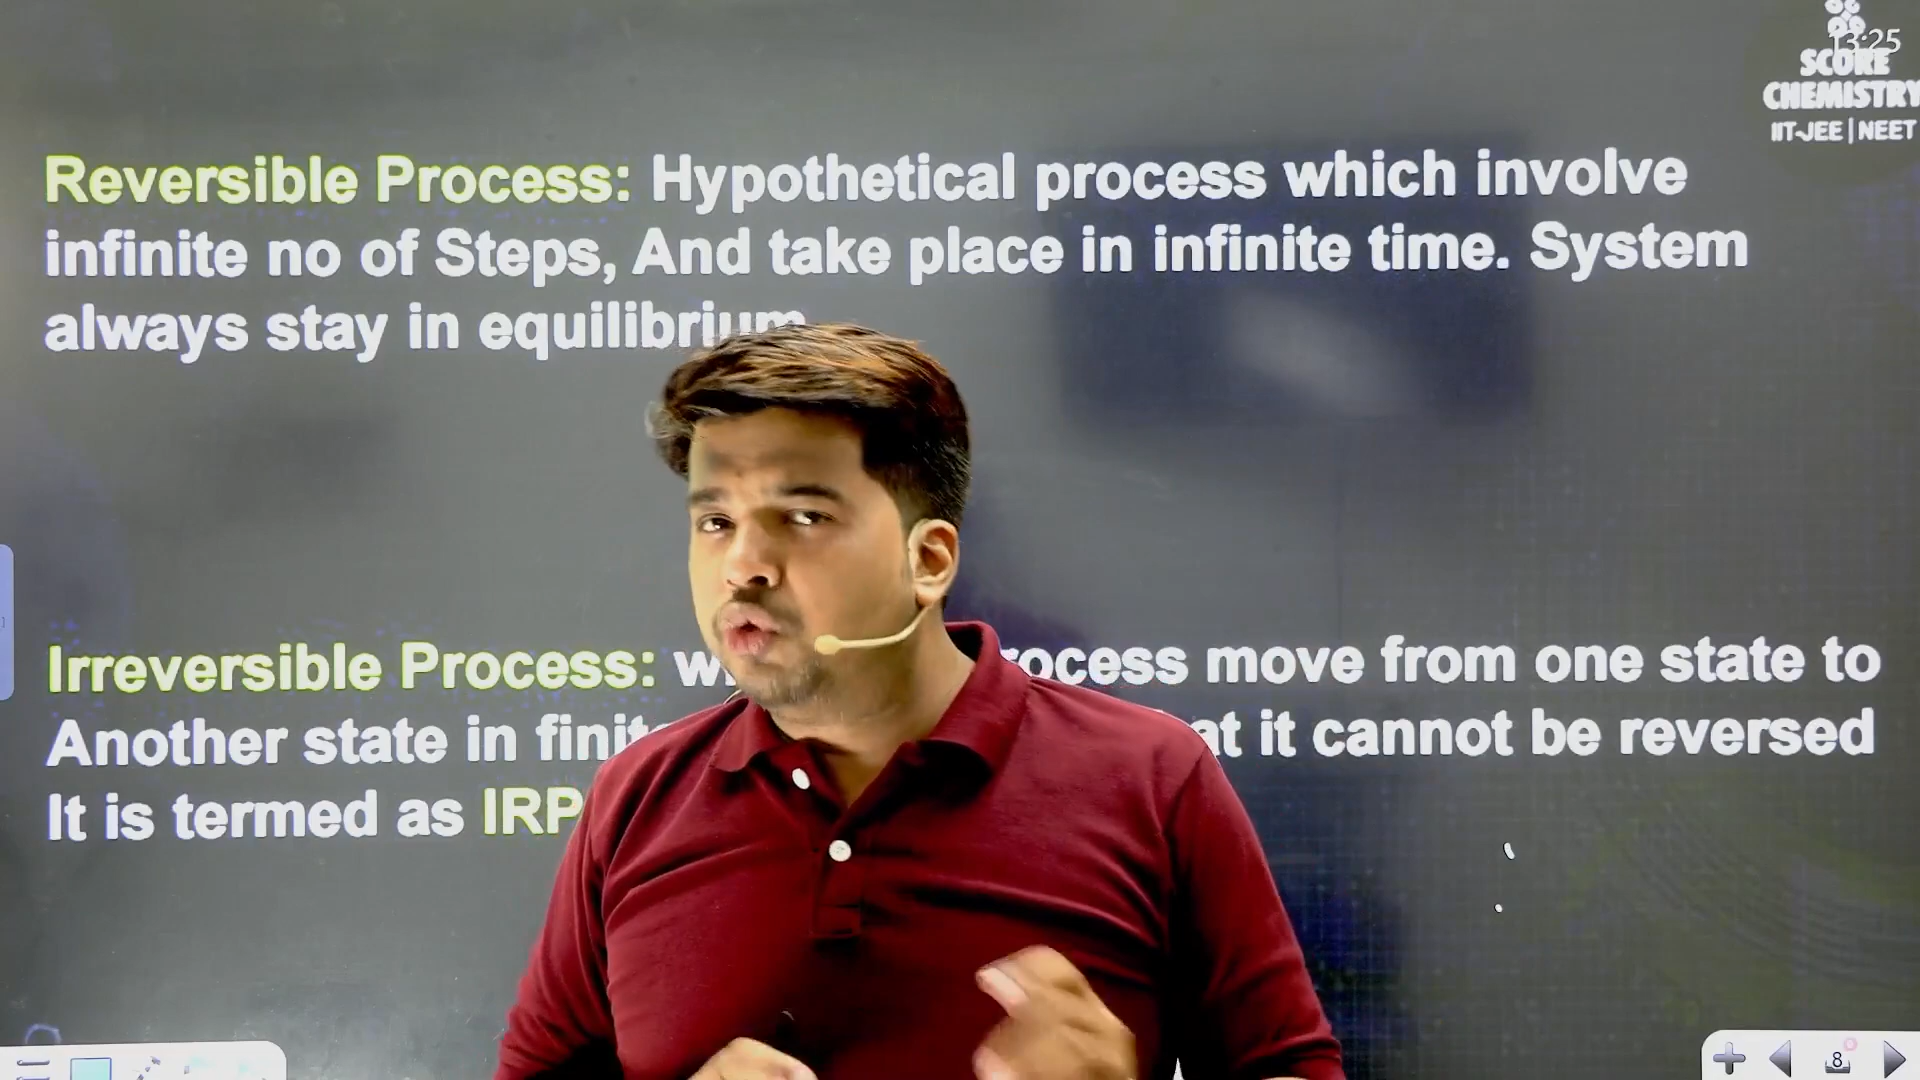 13:25
SCORE
CHEMISTRY
IIT-JEE | NEET
Reversible Process: Hypothetical process which involve
infinite no of Steps, And take place in infinite time. System
always stay in equilibrium
Irreversible Process: move from one state to
Another state in it cannot be reversed
It is termed as IRP
8